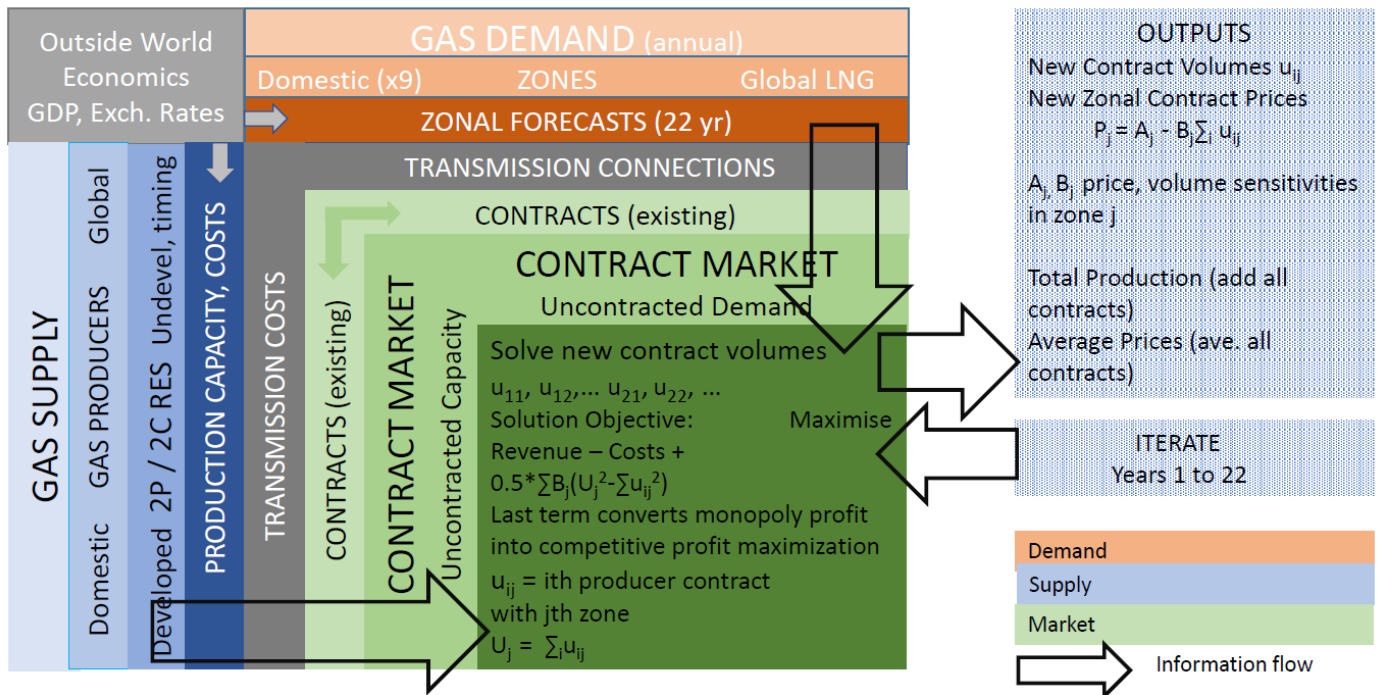 Outside World
Economics
GDP, Exch. Rates
GAS DEMAND (annual)
Domestic (x9) ZONES Global LNG
ZONAL FORECASTS (22 yr)
TRANSMISSION CONNECTIONS
CONTRACTS (existing)
CONTRACT MARKET
Uncontracted Demand
GAS SUPPLY
Domestic GAS PRODUCERS Global
Developed 2P / 2C RES Undevel, timing
PRODUCTION CAPACITY, COSTS
TRANSMISSION COSTS
CONTRACTS (existing)
CONTRACT MARKET
Uncontracted Capacity
Solve new contract volumes
u₁₁, u₁₂,... u₂₁, u₂₂, ...
Solution Objective: Maximise
Revenue – Costs +
0.5*∑Bⱼ(Uⱼ²-∑uᵢⱼ²)
Last term converts monopoly profit
into competitive profit maximization
uᵢⱼ = ith producer contract
with jth zone
Uⱼ = ∑ᵢuᵢⱼ
OUTPUTS
New Contract Volumes uᵢⱼ
New Zonal Contract Prices
Pⱼ = Aⱼ - Bⱼ∑ᵢ uᵢⱼ
Aⱼ, Bⱼ price, volume sensitivities
in zone j
Total Production (add all
contracts)
Average Prices (ave. all
contracts)
ITERATE
Years 1 to 22
Demand
Supply
Market
Information flow